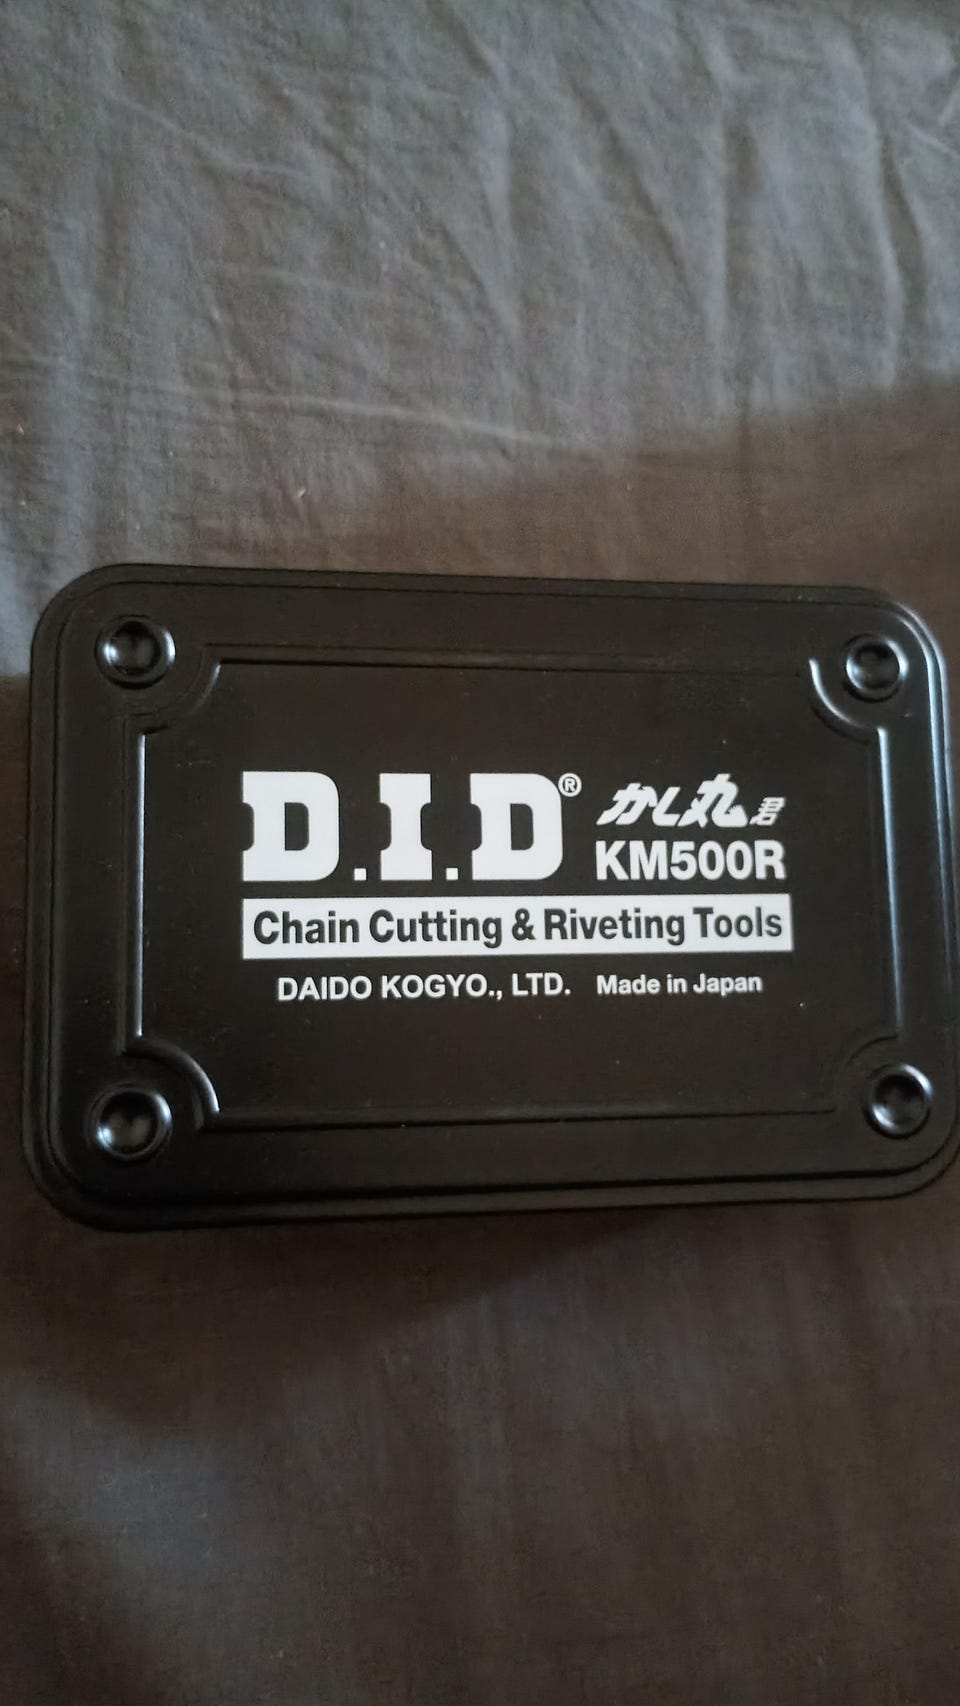 D.I.D® かしめ丸君
KM500R
Chain Cutting & Riveting Tools
DAIDO KOGYO., LTD. Made in Japan